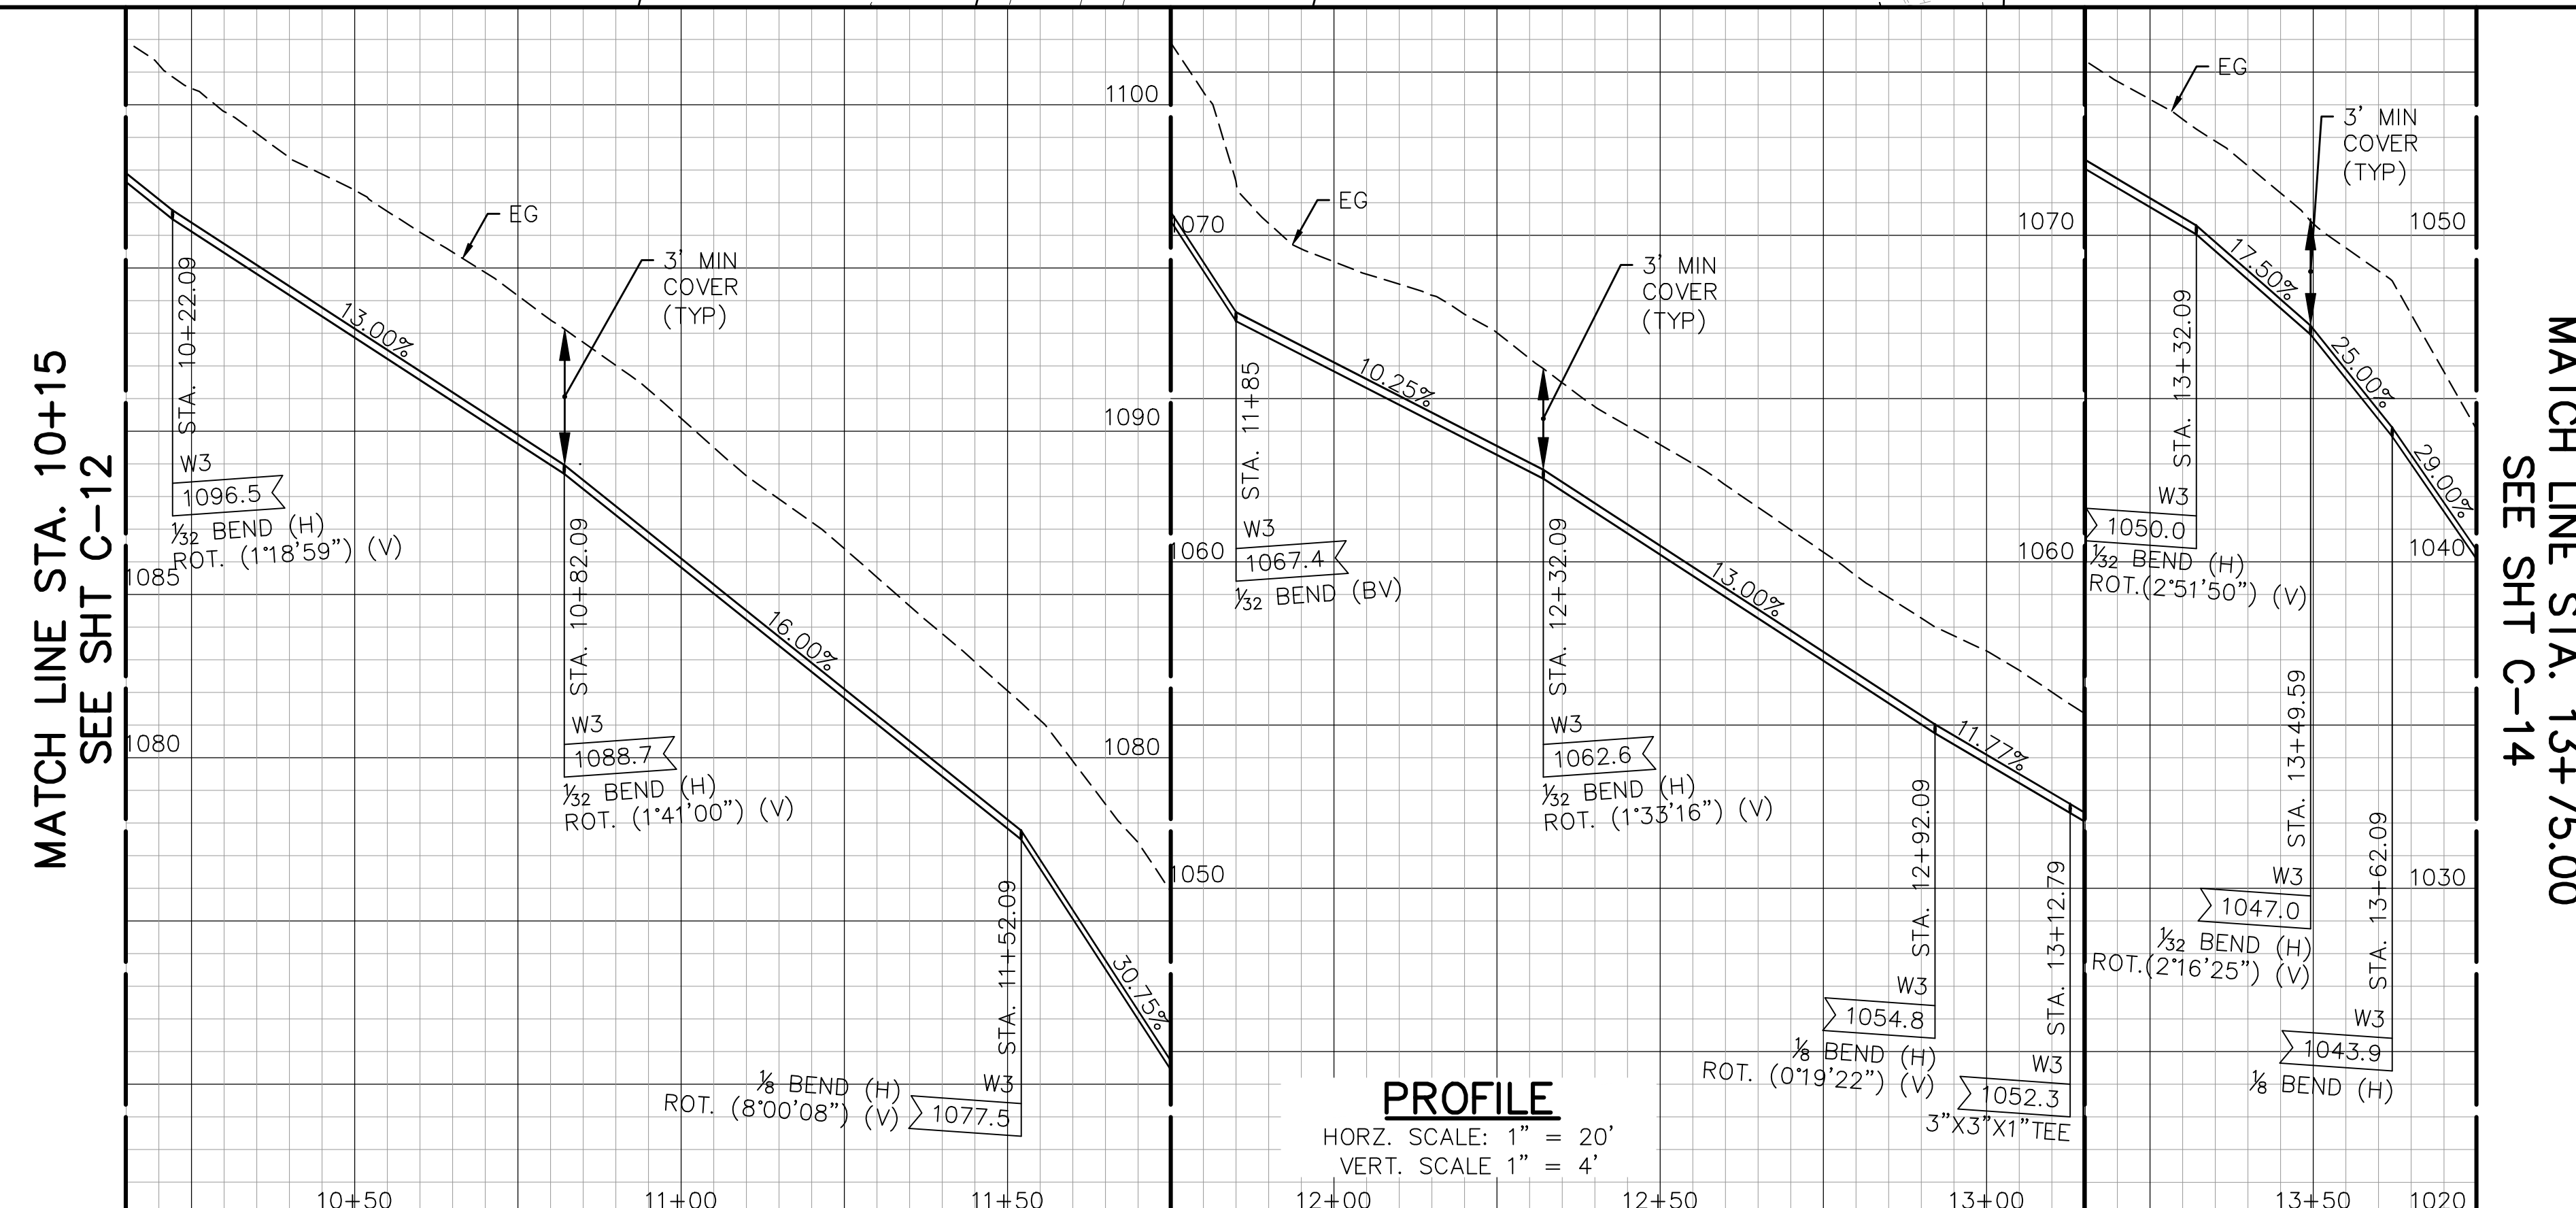 MATCH LINE STA. 10+15
SEE SHT C-12
EG
3' MIN
COVER
(TYP)
1100
1090
1080
1085
1080
STA. 10+22.09
W3
1096.5
1/32 BEND (H)
ROT. (1°18'59") (V)
13.00%
STA. 10+82.09
W3
1088.7
1/32 BEND (H)
ROT. (1°41'00") (V)
16.00%
STA. 11+52.09
W3
1077.5
1/8 BEND (H)
ROT. (8°00'08") (V)
30.75%
10+50
11+00
11+50
1070
1060
1050
EG
3' MIN
COVER
(TYP)
STA. 11+85
W3
1067.4
1/32 BEND (BV)
10.25%
STA. 12+32.09
W3
1062.6
1/32 BEND (H)
ROT. (1°33'16") (V)
13.00%
STA. 12+92.09
W3
1054.8
1/8 BEND (H)
ROT. (0°19'22") (V)
11.77%
STA. 13+12.79
W3
1052.3
3"X3"X1"TEE
1070
1060
PROFILE
HORZ. SCALE: 1" = 20'
VERT. SCALE 1" = 4'
12+00
12+50
13+00
EG
3' MIN
COVER
(TYP)
1050
1040
1030
1020
STA. 13+32.09
W3
1050.0
1/32 BEND (H)
ROT.(2°51'50") (V)
17.50%
STA. 13+49.59
W3
1047.0
1/32 BEND (H)
ROT.(2°16'25") (V)
25.00%
STA. 13+62.09
W3
1043.9
1/8 BEND (H)
29.00%
13+50
MATCH LINE STA. 13+75.00
SEE SHT C-14